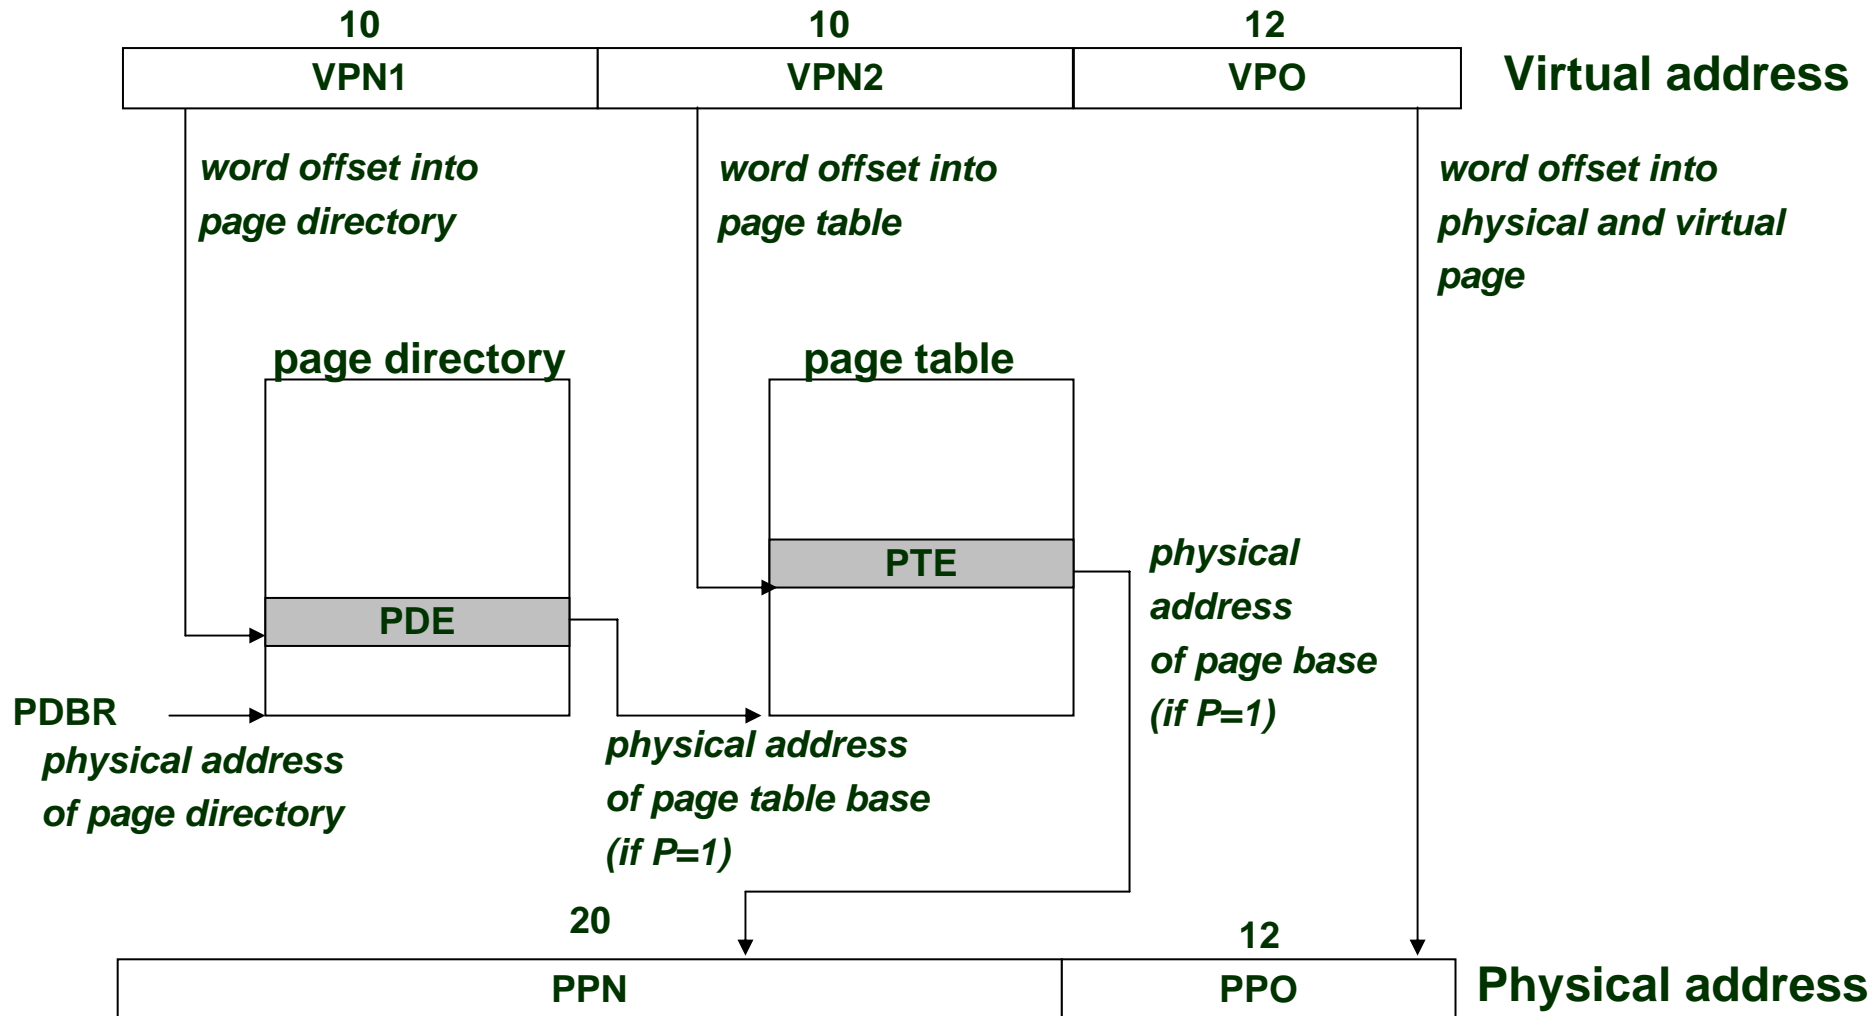 10 10 12
VPN1 VPN2 VPO Virtual address
word offset into
page directory
word offset into
page table
word offset into
physical and virtual
page
page directory
page table
PTE
PDE
physical
address
of page base
(if P=1)
PDBR
physical address
of page directory
physical address
of page table base
(if P=1)
20 12
PPN PPO Physical address